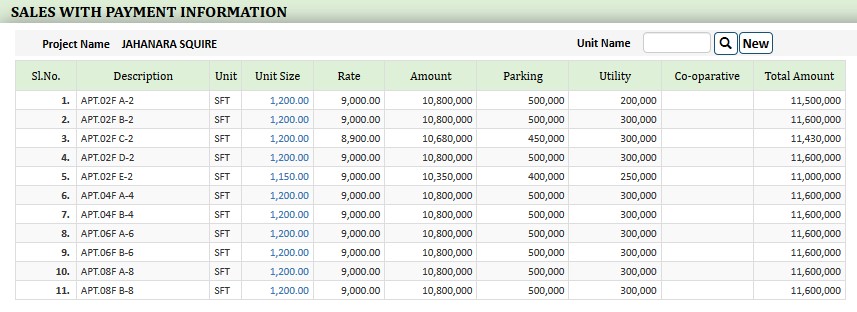 SALES WITH PAYMENT INFORMATION
Project Name JAHANARA SQUIRE Unit Name New
Sl.No. Description Unit Unit Size Rate Amount Parking Utility Co-oparative Total Amount
1. APT.02F A-2 SFT 1,200.00 9,000.00 10,800,000 500,000 200,000 11,500,000
2. APT.02F B-2 SFT 1,200.00 9,000.00 10,800,000 500,000 300,000 11,600,000
3. APT.02F C-2 SFT 1,200.00 8,900.00 10,680,000 450,000 300,000 11,430,000
4. APT.02F D-2 SFT 1,200.00 9,000.00 10,800,000 500,000 300,000 11,600,000
5. APT.02F E-2 SFT 1,150.00 9,000.00 10,350,000 400,000 250,000 11,000,000
6. APT.04F A-4 SFT 1,200.00 9,000.00 10,800,000 500,000 300,000 11,600,000
7. APT.04F B-4 SFT 1,200.00 9,000.00 10,800,000 500,000 300,000 11,600,000
8. APT.06F A-6 SFT 1,200.00 9,000.00 10,800,000 500,000 300,000 11,600,000
9. APT.06F B-6 SFT 1,200.00 9,000.00 10,800,000 500,000 300,000 11,600,000
10. APT.08F A-8 SFT 1,200.00 9,000.00 10,800,000 500,000 300,000 11,600,000
11. APT.08F B-8 SFT 1,200.00 9,000.00 10,800,000 500,000 300,000 11,600,000